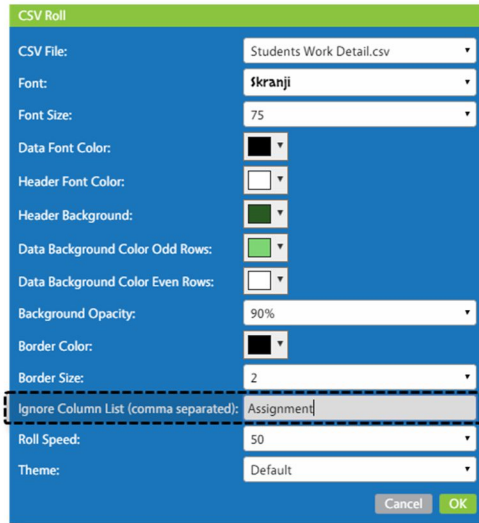 CSV Roll
CSV File: Students Work Detail.csv
Font: Skranji
Font Size: 75
Data Font Color:
Header Font Color:
Header Background:
Data Background Color Odd Rows:
Data Background Color Even Rows:
Background Opacity: 90%
Border Color:
Border Size: 2
Ignore Column List (comma separated): Assignment
Roll Speed: 50
Theme: Default
Cancel OK